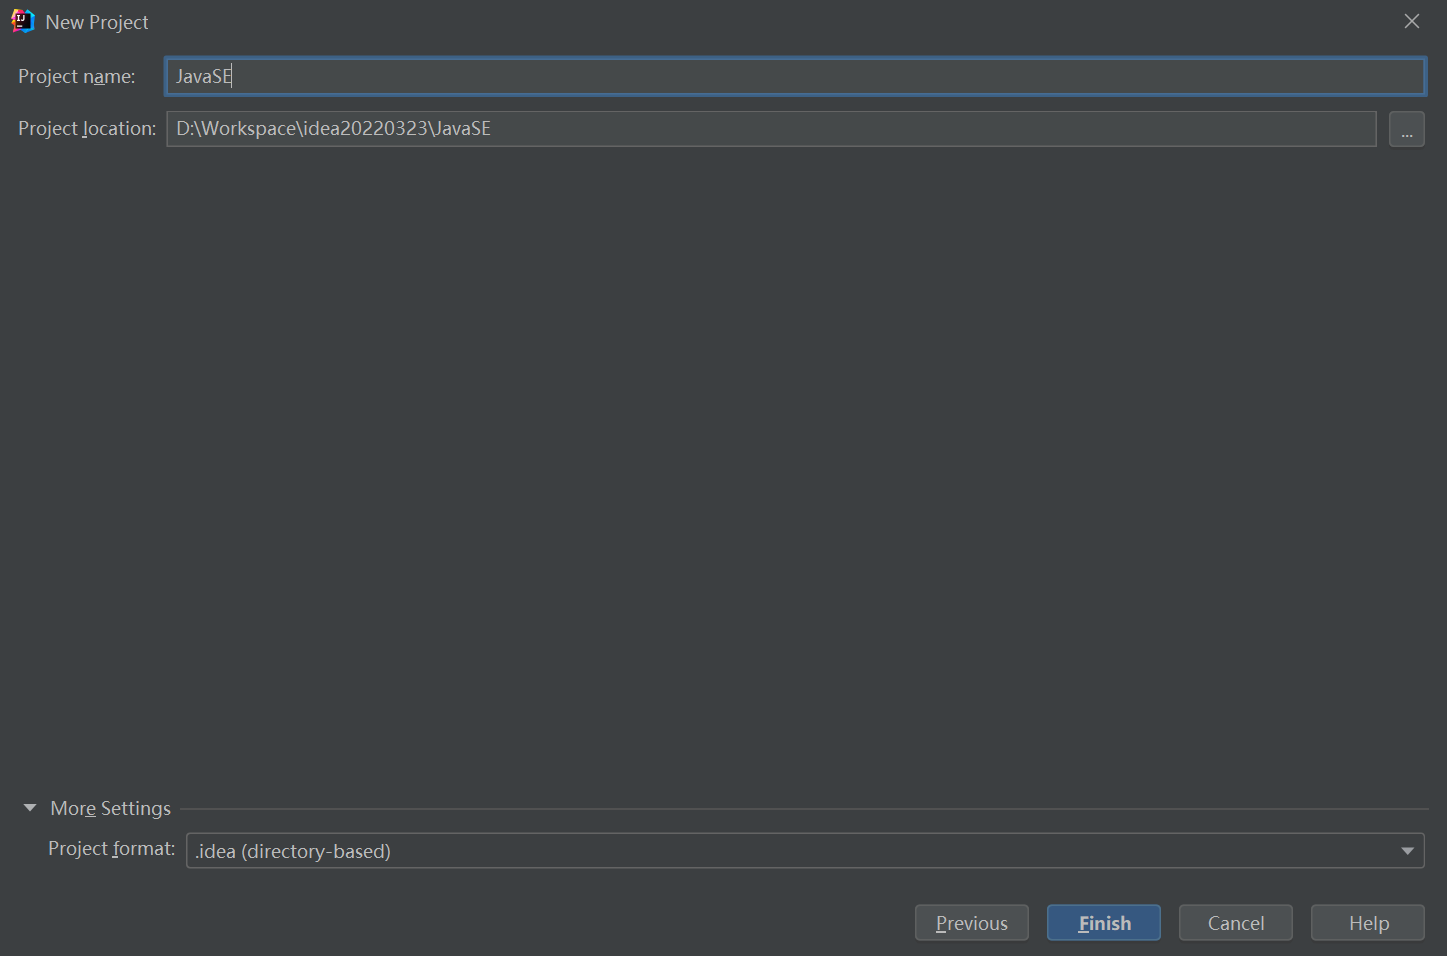 New Project
Project name: JavaSE
Project location: D:\Workspace\idea20220323\JavaSE ...
More Settings
Project format: .idea (directory-based)
Previous Finish Cancel Help